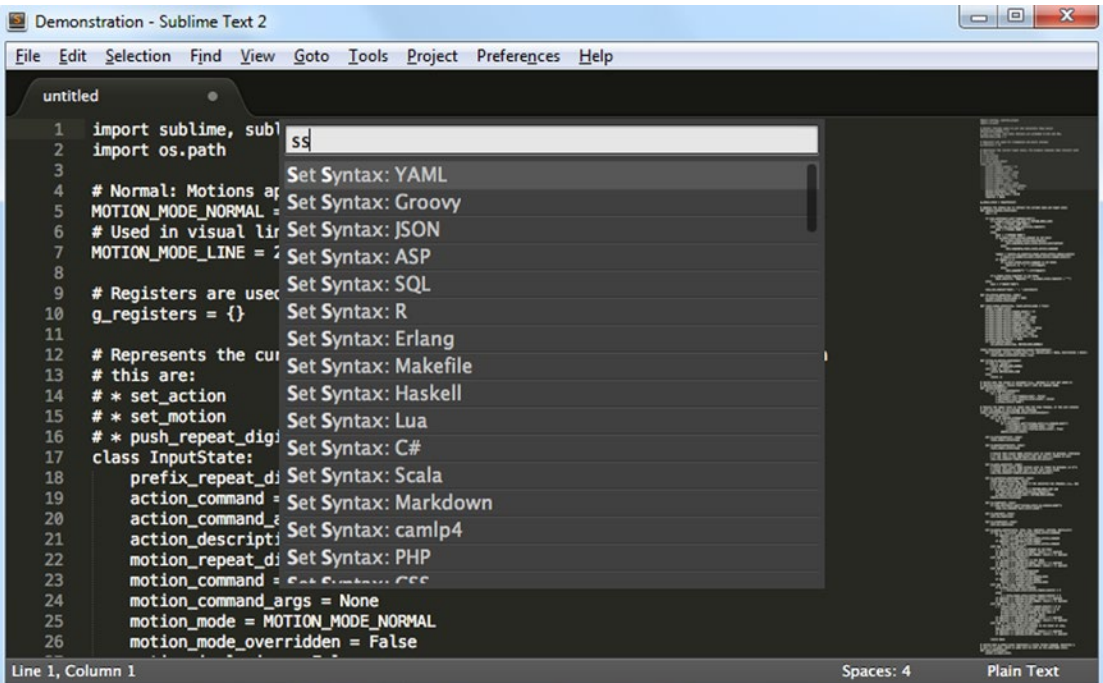 Demonstration - Sublime Text 2
File Edit Selection Find View Goto Tools Project Preferences Help
untitled
ss
Set Syntax: YAML
Set Syntax: Groovy
Set Syntax: JSON
Set Syntax: ASP
Set Syntax: SQL
Set Syntax: R
Set Syntax: Erlang
Set Syntax: Makefile
Set Syntax: Haskell
Set Syntax: Lua
Set Syntax: C#
Set Syntax: Scala
Set Syntax: Markdown
Set Syntax: camlp4
Set Syntax: PHP
Set Syntax: CSS
1 import sublime, subl
2 import os.path
3
4 # Normal: Motions ap
5 MOTION_MODE_NORMAL =
6 # Used in visual lin
7 MOTION_MODE_LINE = 2
8
9 # Registers are used
10 g_registers = {}
11
12 # Represents the cur
13 # this are:
14 # * set_action
15 # * set_motion
16 # * push_repeat_digi
17 class InputState:
18 prefix_repeat_di
19 action_command =
20 action_command_a
21 action_descripti
22 motion_repeat_di
23 motion_command =
24 motion_command_args = None
25 motion_mode = MOTION_MODE_NORMAL
26 motion_mode_overridden = False
Line 1, Column 1 Spaces: 4 Plain Text